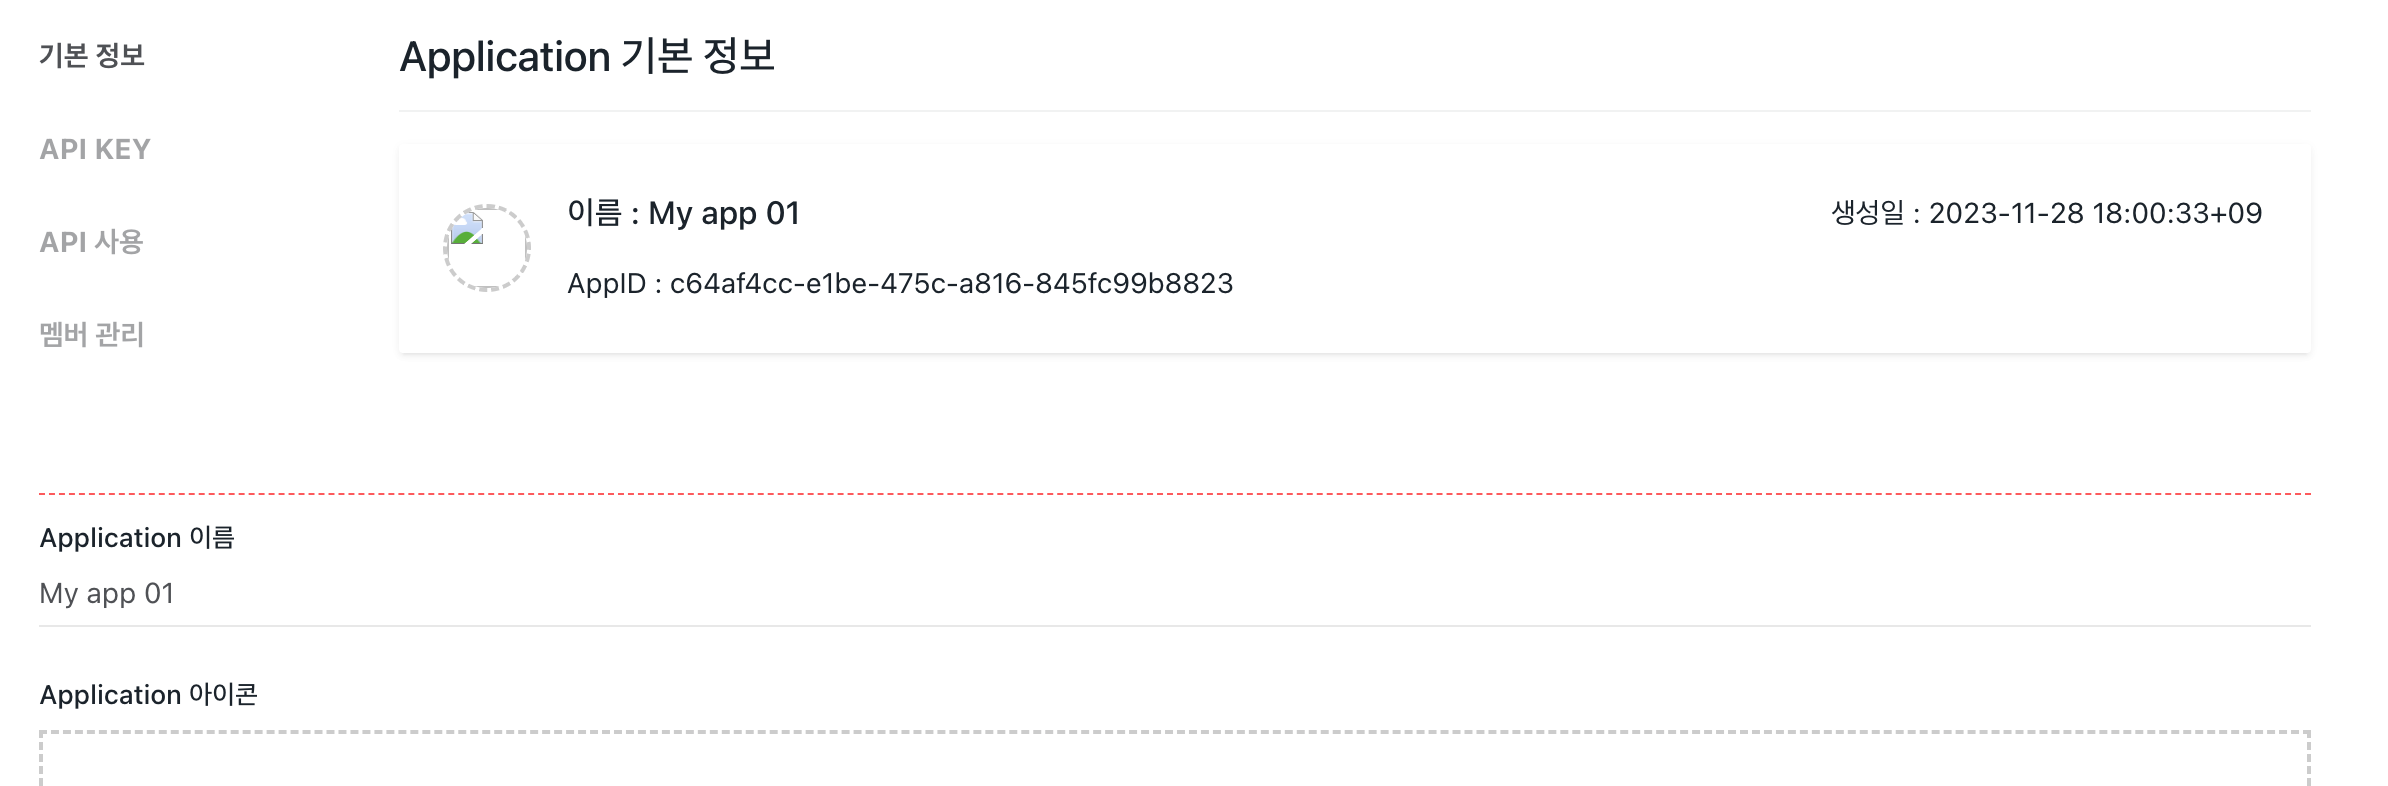 기본 정보
API KEY
API 사용
멤버 관리
Application 기본 정보
이름 : My app 01
생성일 : 2023-11-28 18:00:33+09
AppID : c64af4cc-e1be-475c-a816-845fc99b8823
Application 이름
My app 01
Application 아이콘